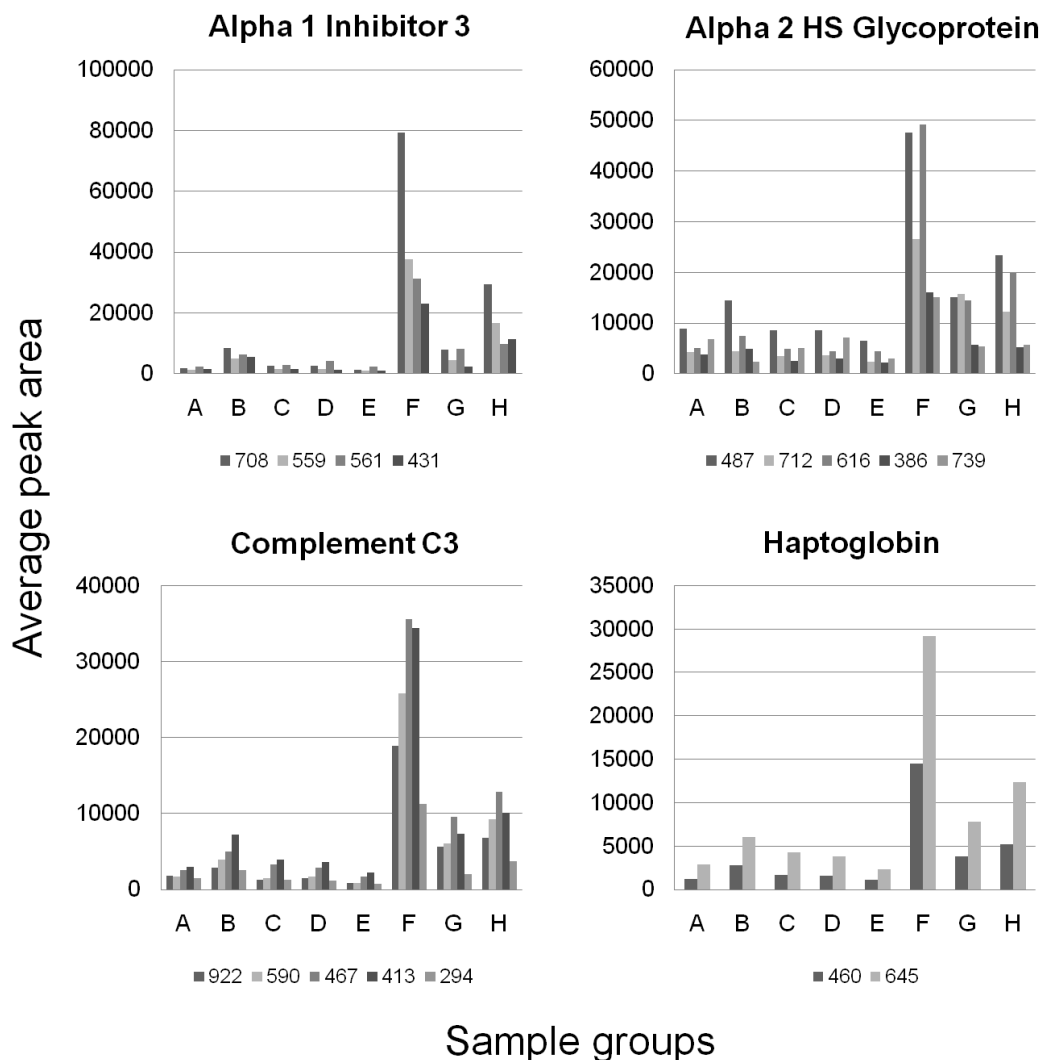 Alpha 1 Inhibitor 3
100000
80000
60000
40000
20000
0
A B C D E F G H
708 559 561 431
Alpha 2 HS Glycoprotein
60000
50000
40000
30000
20000
10000
0
A B C D E F G H
487 712 616 386 739
Average peak area
Complement C3
40000
30000
20000
10000
0
A B C D E F G H
922 590 467 413 294
Haptoglobin
35000
30000
25000
20000
15000
10000
5000
0
A B C D E F G H
460 645
Sample groups